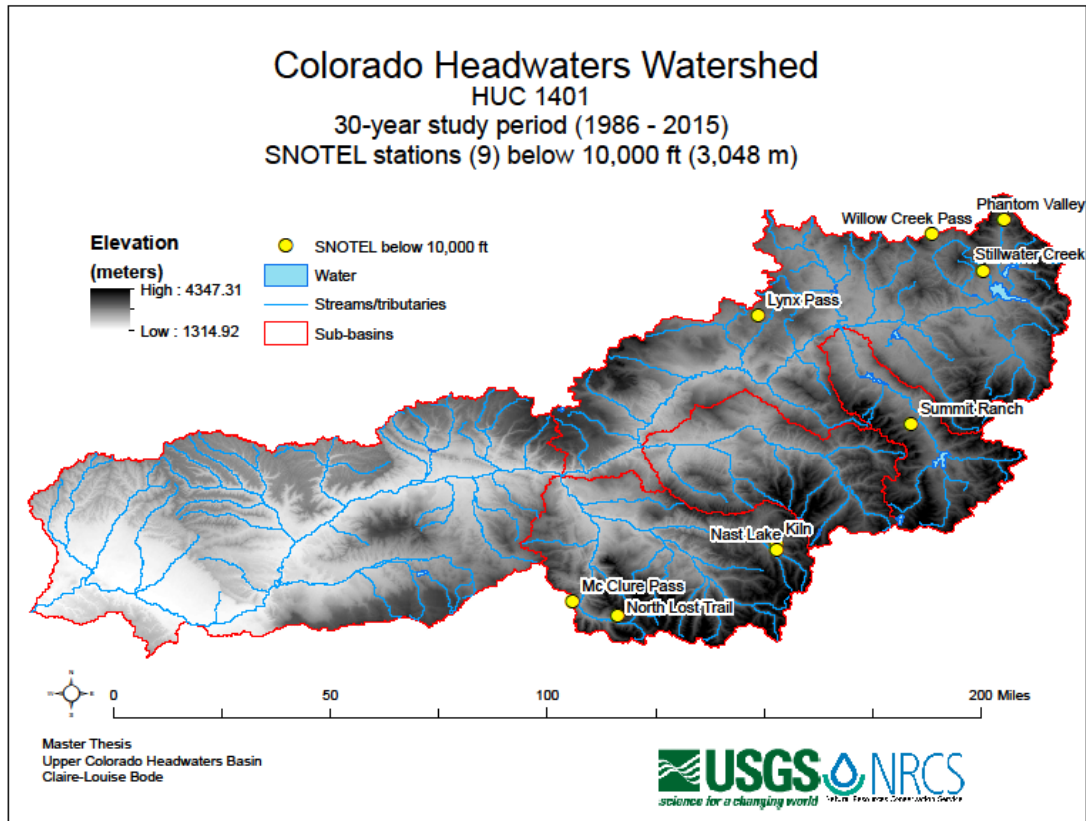 Colorado Headwaters Watershed
HUC 1401
30-year study period (1986 - 2015)
SNOTEL stations (9) below 10,000 ft (3,048 m)
Elevation
(meters)
High : 4347.31
Low : 1314.92
SNOTEL below 10,000 ft
Water
Streams/tributaries
Sub-basins
Phantom Valley
Willow Creek Pass
Stillwater Creek
Lynx Pass
Summit Ranch
Nast Lake
Kiln
Mc Clure Pass
North Lost Trail
N
W
E
S
0 50 100 200 Miles
Master Thesis
Upper Colorado Headwaters Basin
Claire-Louise Bode
USGS
science for a changing world
NRCS
Natural Resources Conservation Service